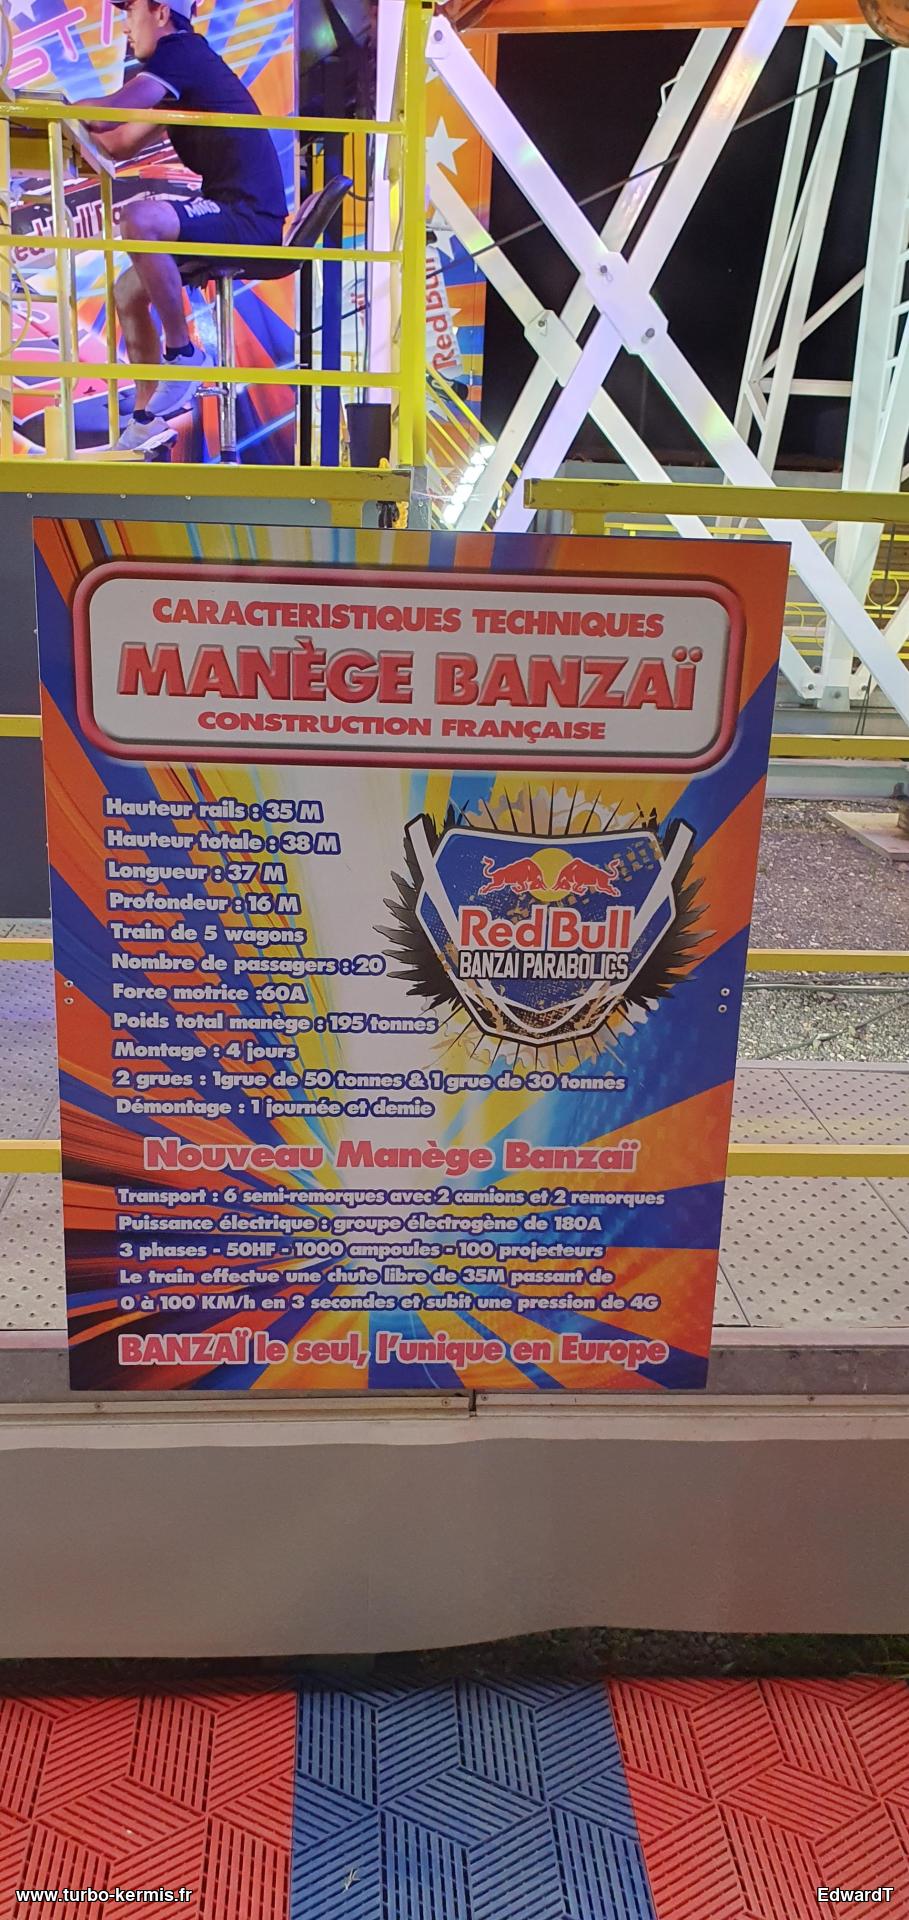 ST
MMS
Red Bull
CARACTERISTIQUES TECHNIQUES
MANÈGE BANZAÏ
CONSTRUCTION FRANÇAISE
Hauteur rails : 35 M
Hauteur totale : 38 M
Longueur : 37 M
Profondeur : 16 M
Train de 5 wagons
Nombre de passagers : 20
Force motrice :60A
Poids total manège : 195 tonnes
Montage : 4 jours
2 grues : 1grue de 50 tonnes & 1 grue de 30 tonnes
Démontage : 1 journée et demie
Red Bull
BANZAI PARABOLICS
Nouveau Manège Banzaï
Transport : 6 semi-remorques avec 2 camions et 2 remorques
Puissance électrique : groupe électrogène de 180A
3 phases - 50HF - 1000 ampoules - 100 projecteurs
Le train effectue une chute libre de 35M passant de
0 à 100 KM/h en 3 secondes et subit une pression de 4G
BANZAÏ le seul, l'unique en Europe
www.turbo-kermis.fr
EdwardT